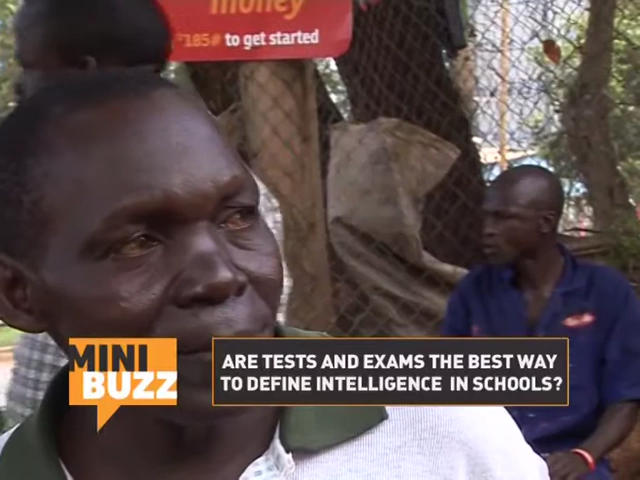 money
*185# to get started
MINI
BUZZ
ARE TESTS AND EXAMS THE BEST WAY
TO DEFINE INTELLIGENCE IN SCHOOLS?